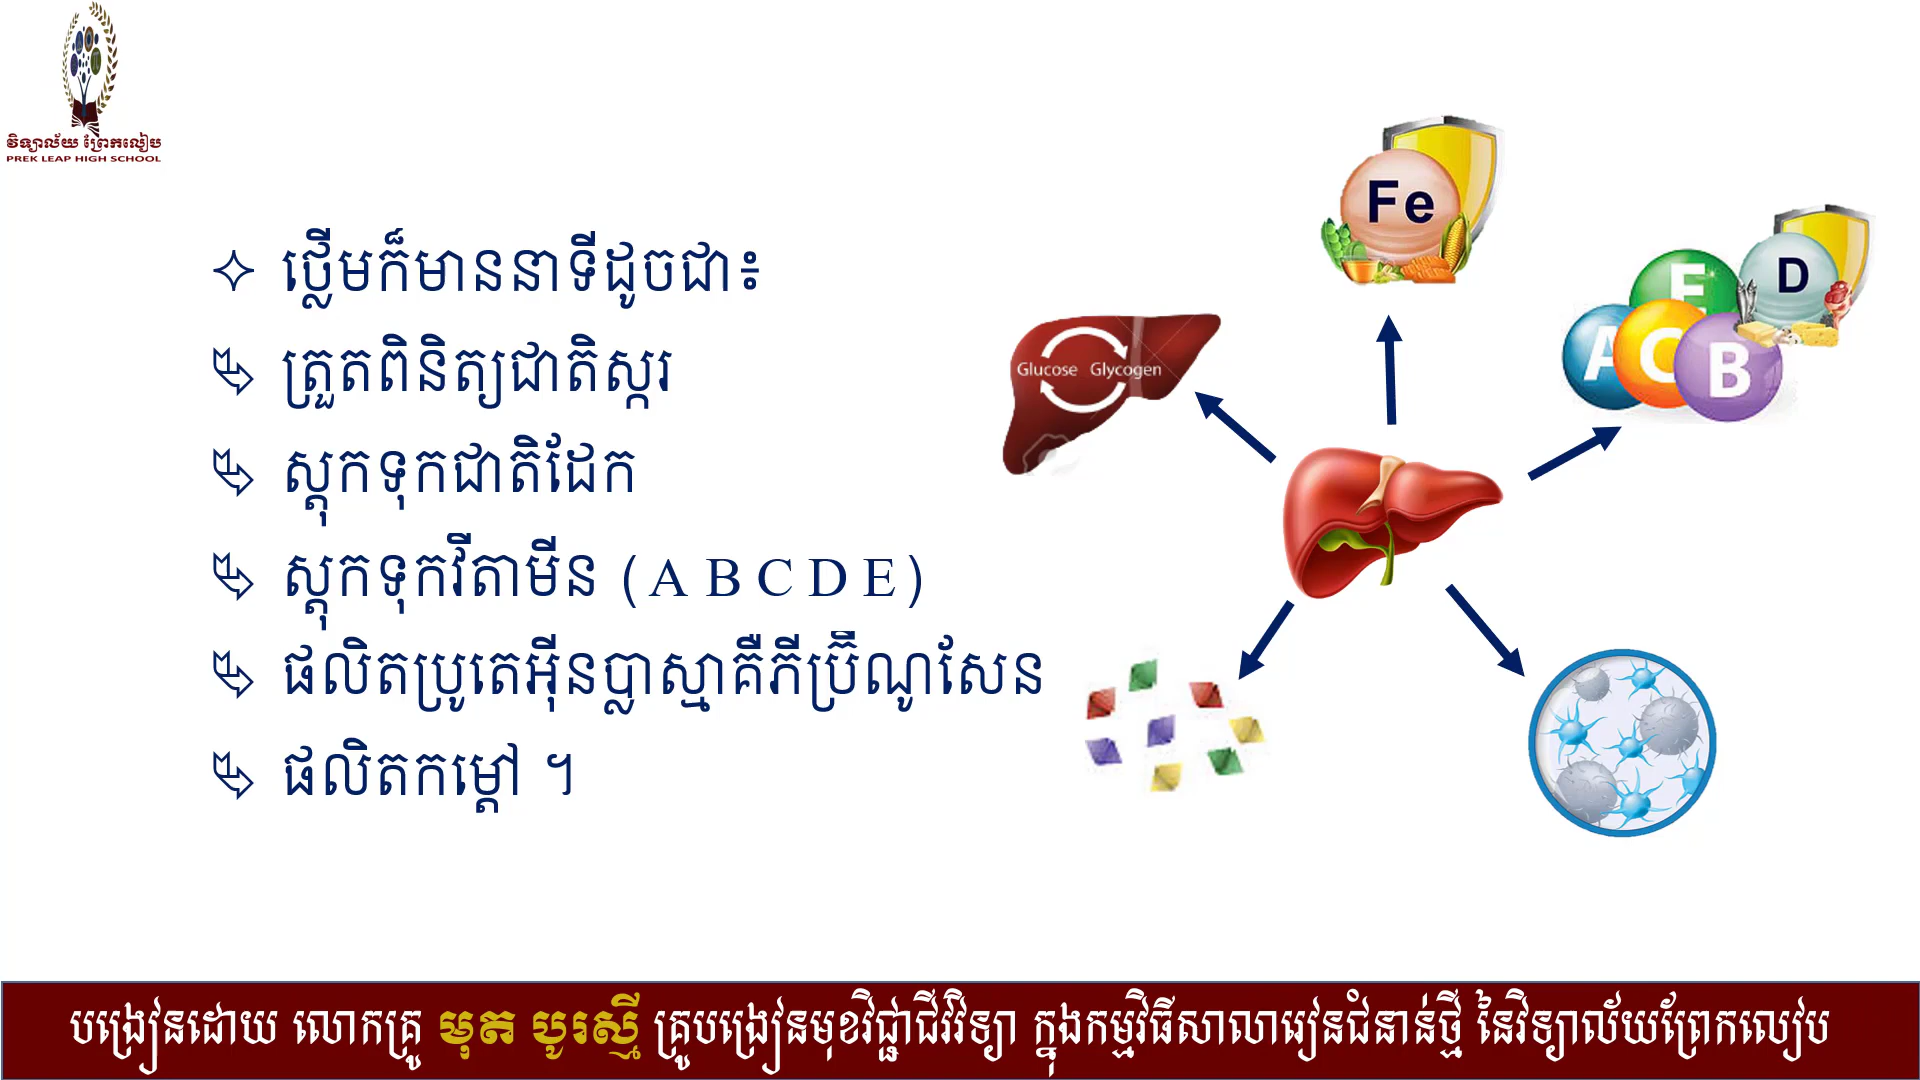 វិទ្យាល័យ ព្រែកលៀប
PREK LEAP HIGH SCHOOL
ថ្លើមក៏មាននាទីដូចជា៖
ត្រួតពិនិត្យជាតិស្ករ
ស្តុកទុកជាតិដែក
ស្តុកទុកវីតាមីន (A B C D E)
ផលិតប្រូតេអ៊ីនប្លាស្មាគឺភីប្រ៊ីណូសែន
ផលិតកម្តៅ ។
Fe
E
D
A
C
B
Glucose Glycogen
បង្រៀនដោយ លោកគ្រូ មុត បូរស្មី គ្រូបង្រៀនមុខវិជ្ជាជីវវិទ្យា ក្នុងកម្មវិធីសាលារៀនជំនាន់ថ្មី នៃវិទ្យាល័យព្រែកលៀប